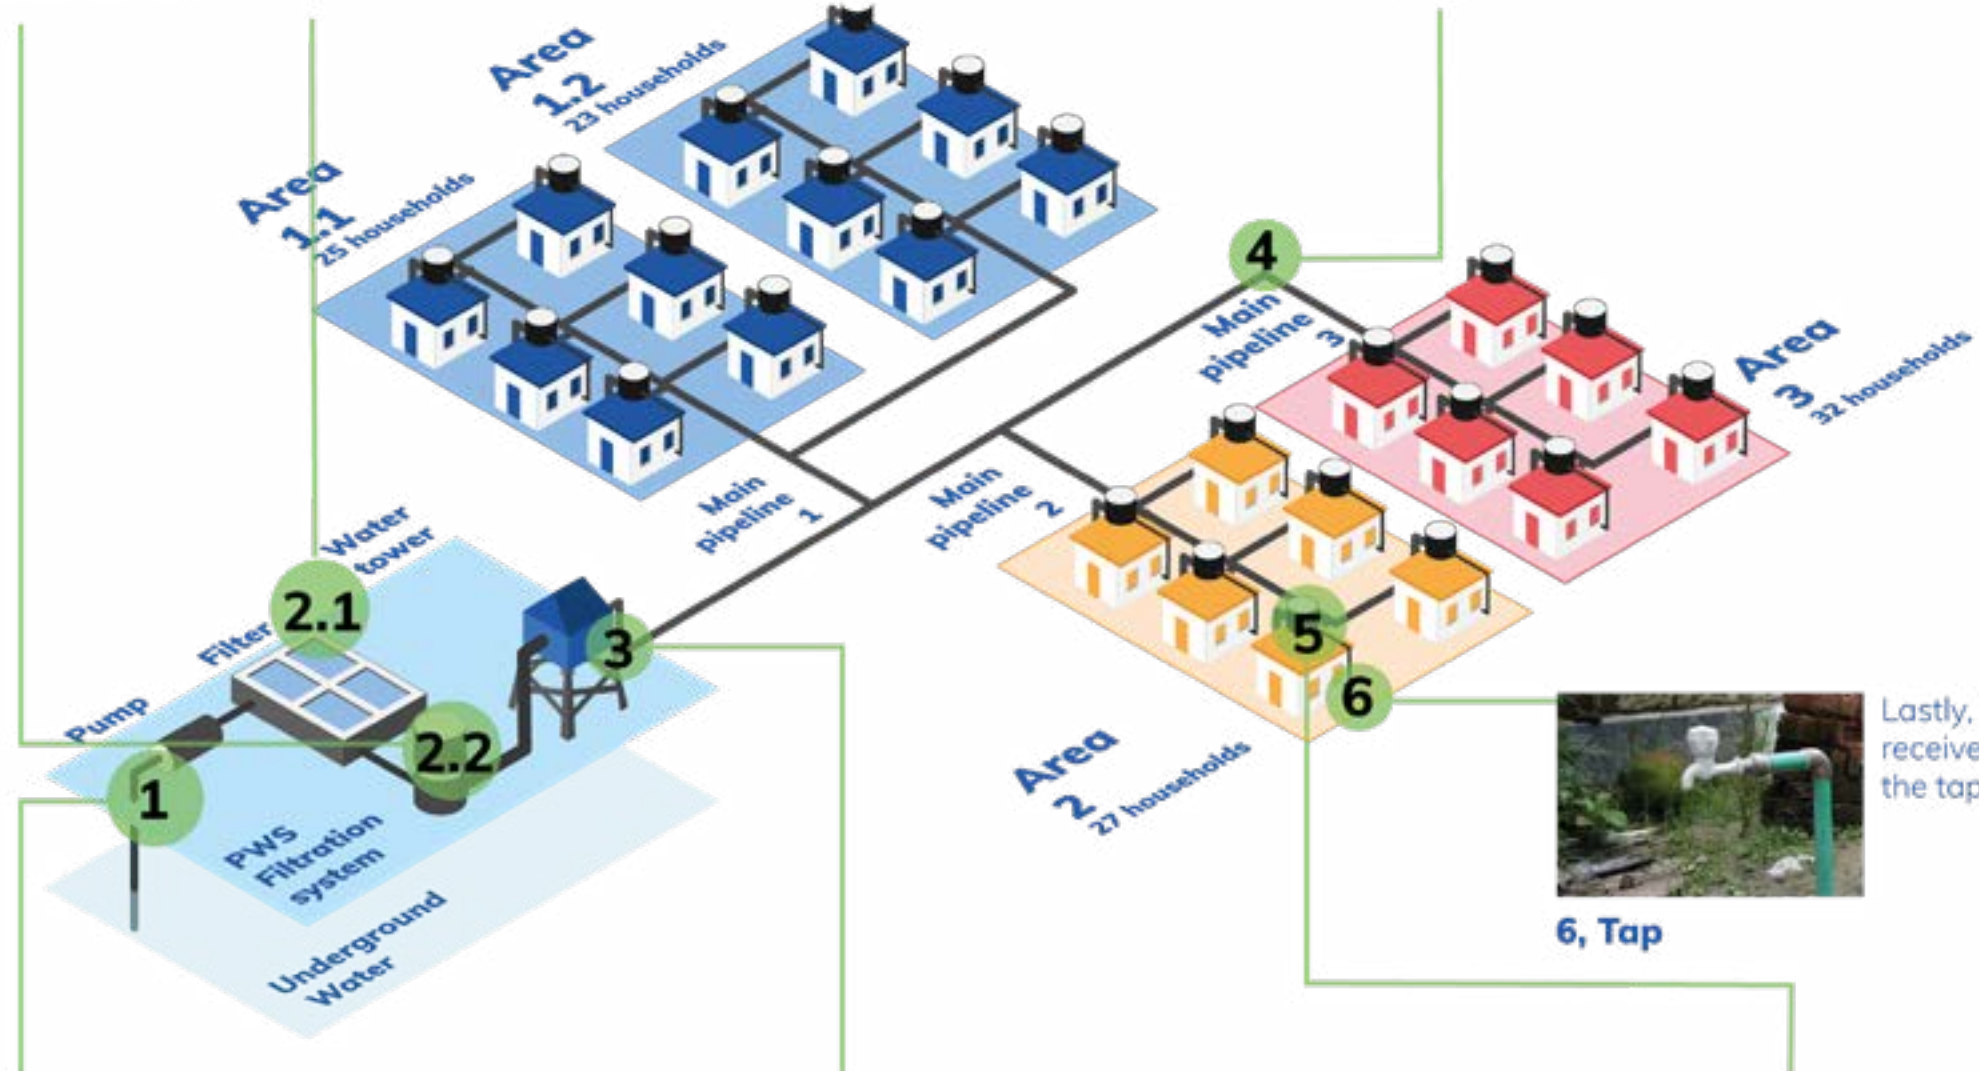 Area
1.2
23 households
Area
1.1
25 households
4
Main
pipeline
3
Area
3
32 households
Main
pipeline
1
Main
pipeline
2
Water
tower
2.1
Filter
3
5
6
Pump
2.2
1
PWS
Filtration
system
Area
2
27 households
Underground
Water
Lastly,
receive
the tap
6, Tap